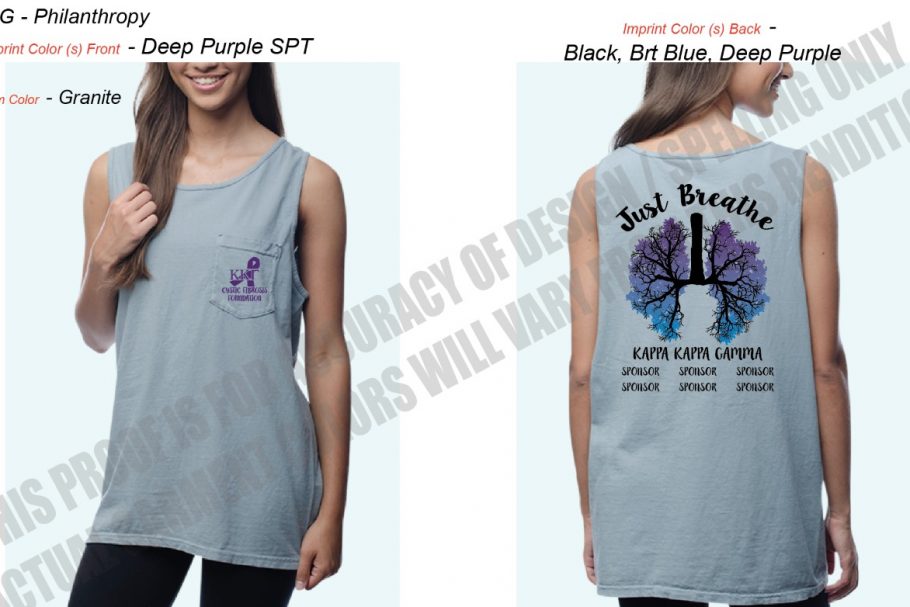 G - Philanthropy
print Color (s) Front - Deep Purple SPT
Color - Granite
Imprint Color (s) Back -
Black, Brt Blue, Deep Purple
KKΓ
CYSTIC FIBROSIS
FOUNDATION
Just Breathe
KAPPA KAPPA GAMMA
SPONSOR SPONSOR SPONSOR
SPONSOR SPONSOR SPONSOR
THIS PROOF IS FOR ACCURACY OF DESIGN / SPELLING ONLY
ACTUAL GARMENT COLORS WILL VARY FROM THIS RENDITIO